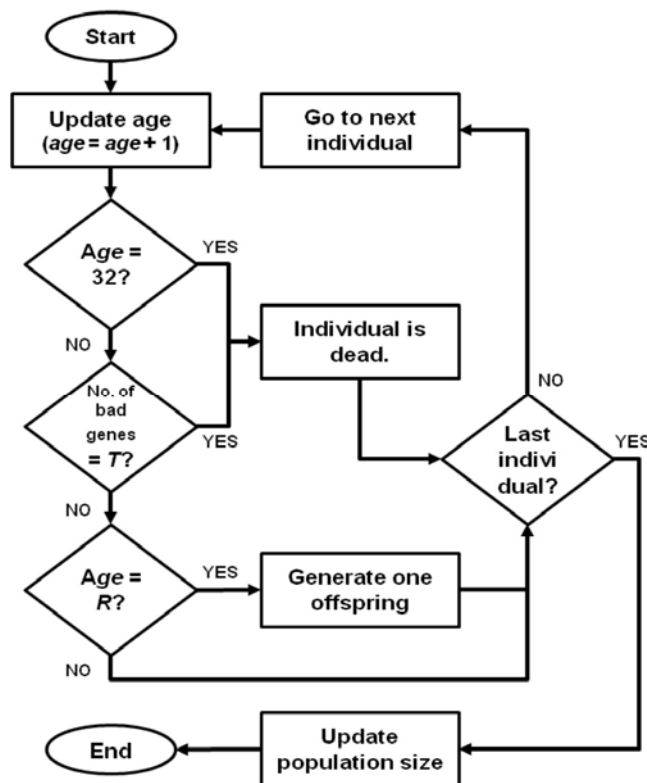 Start
Update age
(age = age + 1)
Go to next
individual
Age =
32?
YES
NO
Individual is
dead.
No. of
bad
genes
= T?
YES
NO
Last
indivi
dual?
NO
YES
Age =
R?
YES
NO
Generate one
offspring
Update
population size
End